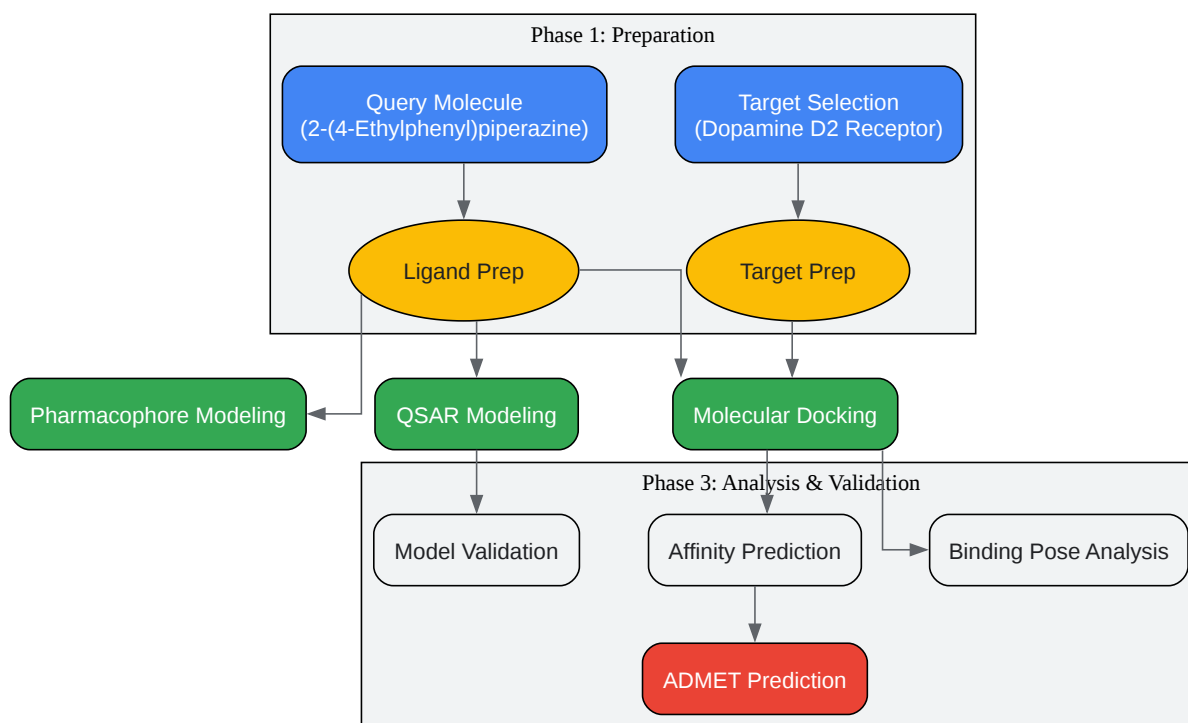 Phase 1: Preparation
Query Molecule
(2-(4-Ethylphenyl)piperazine)
Target Selection
(Dopamine D2 Receptor)
Ligand Prep
Target Prep
Pharmacophore Modeling
QSAR Modeling
Molecular Docking
Phase 3: Analysis & Validation
Model Validation
Affinity Prediction
Binding Pose Analysis
ADMET Prediction